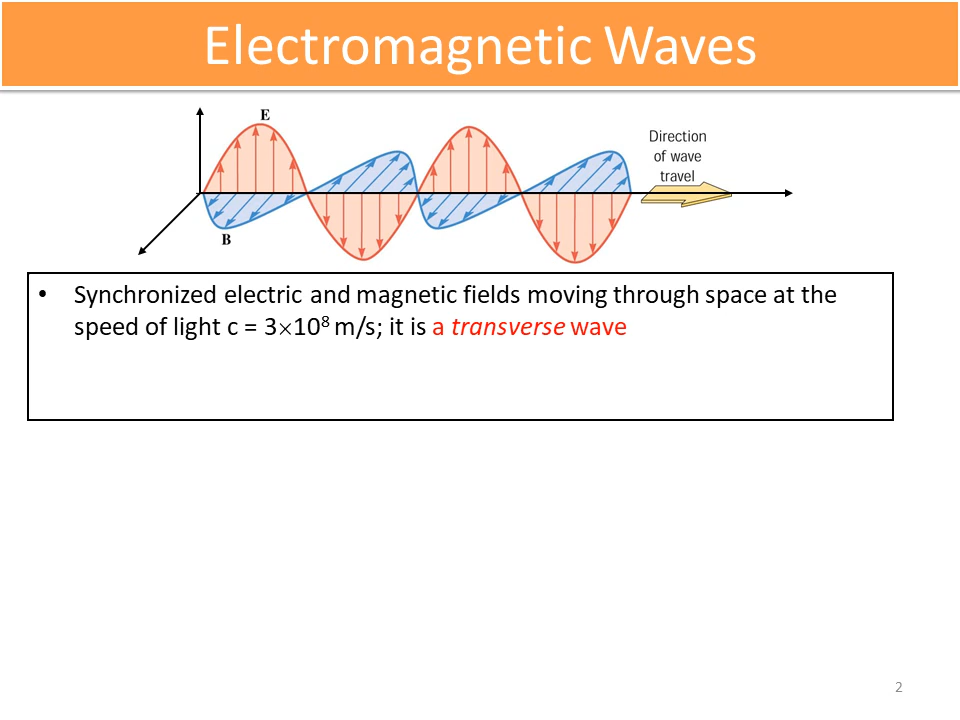 Electromagnetic Waves
E
Direction
of wave
travel
B
• Synchronized electric and magnetic fields moving through space at the
speed of light c = 3×10⁸ m/s; it is a transverse wave
2